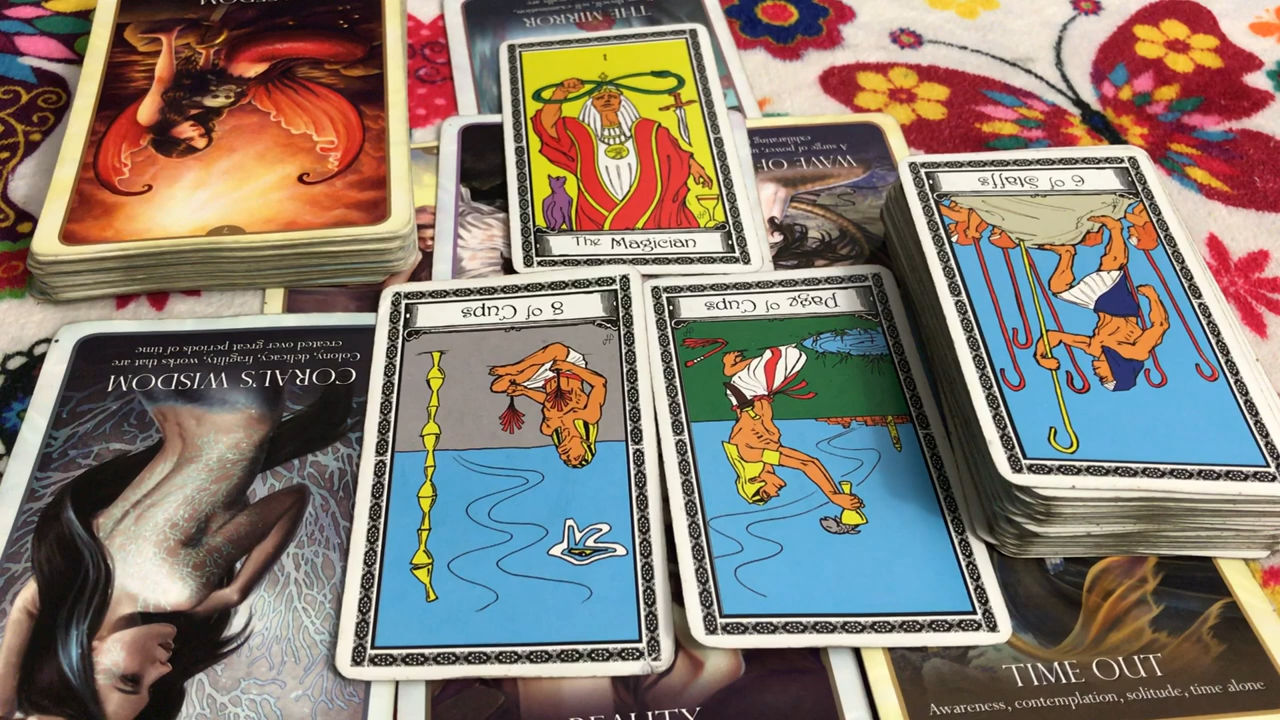 THE MIRROR
I
The Magician
WAVE OF
A surge of power,
exhilarating
6 of Staffs
8 of Cups
Page of Cups
CORAL'S WISDOM
Colony, delicacy, fragility, works that are
created over great periods of time
7
REALITY
TIME OUT
Awareness, contemplation, solitude, time alone